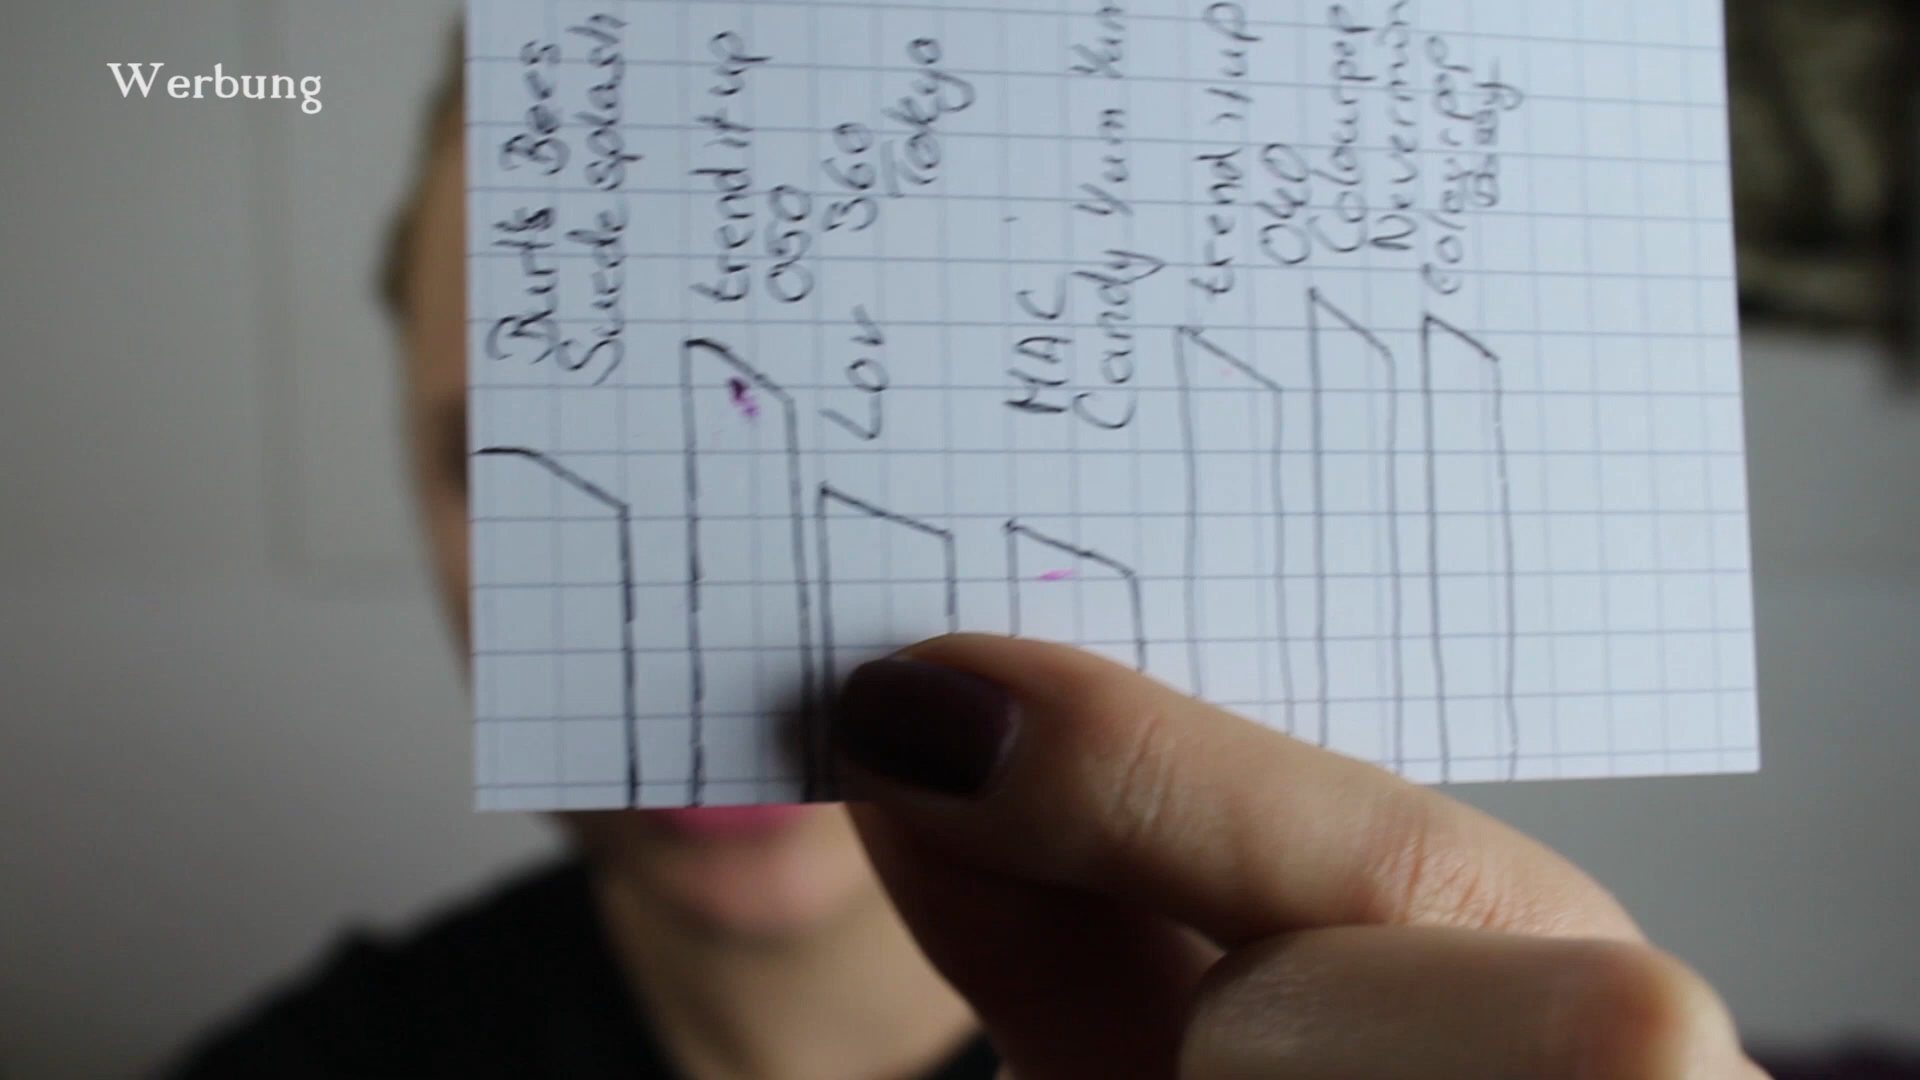 Werbung
Burt's Bees
Suede splash
trend it up
050
Lov 360
Tokyo
MAC
Candy Yum Yum
trend it up
040
Colourpop
Colourpop